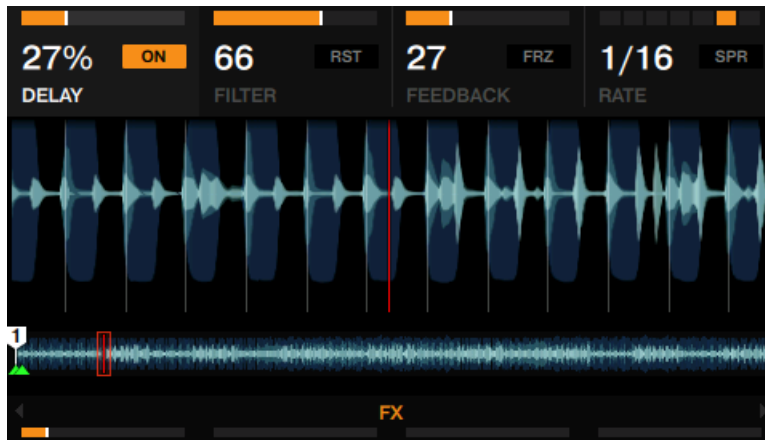 27% ON 66 RST 27 FRZ 1/16 SPR
DELAY FILTER FEEDBACK RATE
1
FX